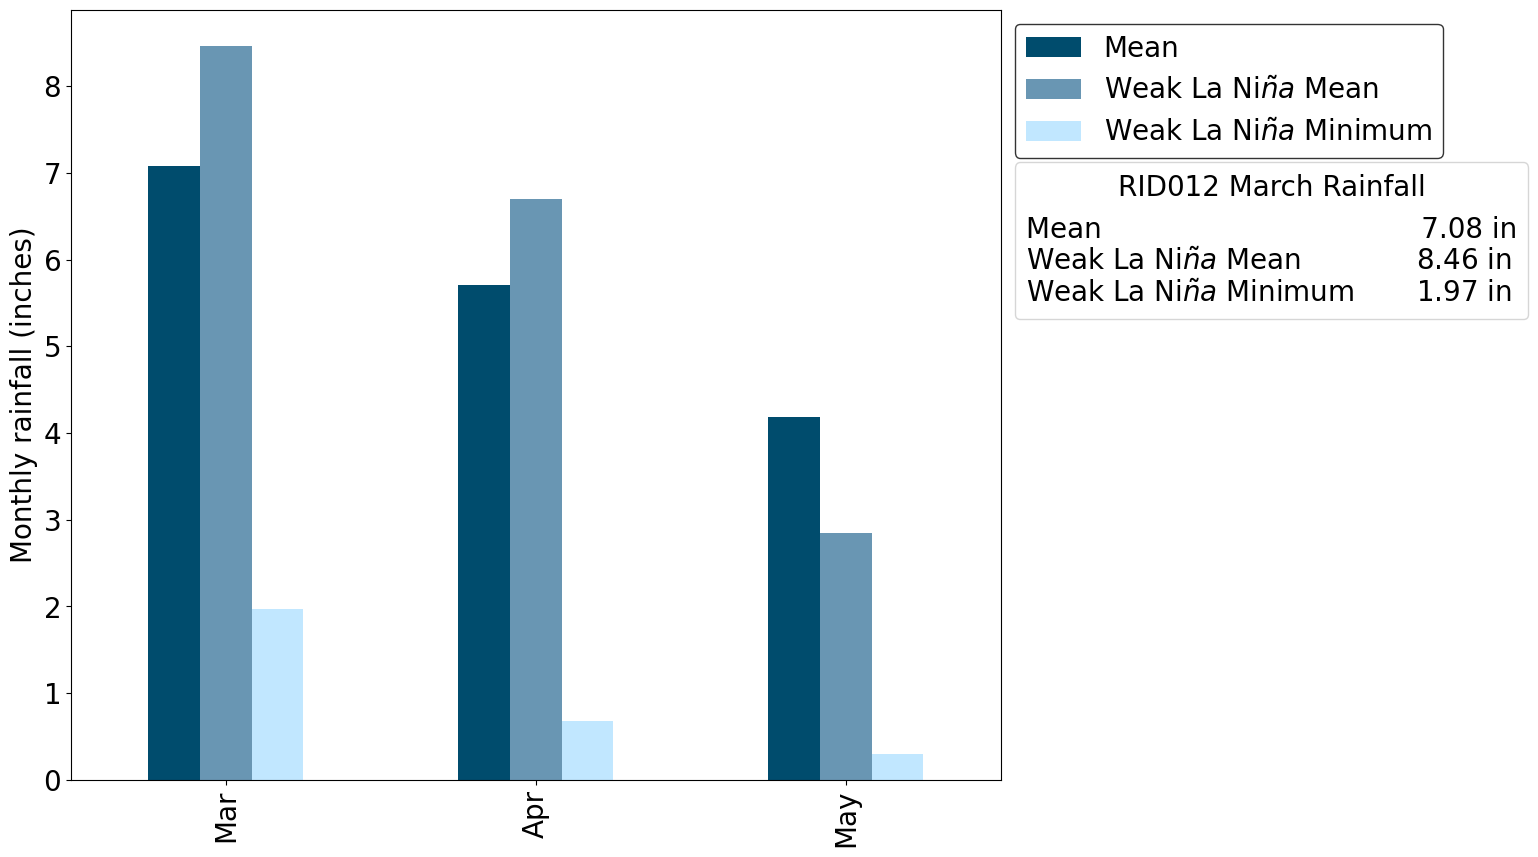 Monthly rainfall (inches)
8
7
6
5
4
3
2
1
0
Mar
Apr
May
Mean
Weak La Niña Mean
Weak La Niña Minimum
RID012 March Rainfall
Mean 7.08 in
Weak La Niña Mean 8.46 in
Weak La Niña Minimum 1.97 in